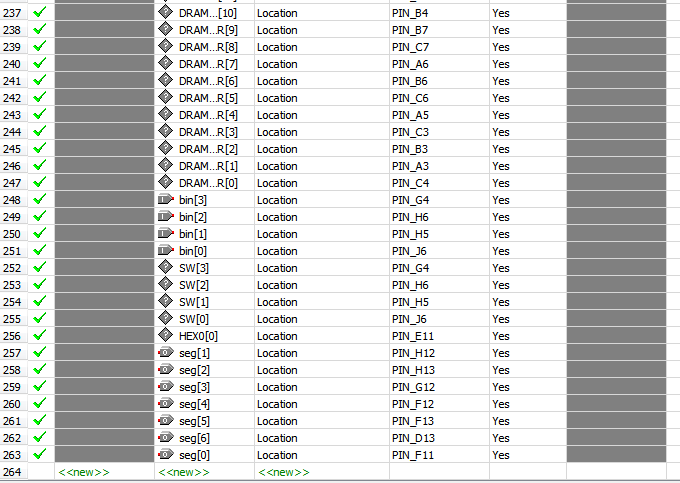 237 DRAM...[10] Location PIN_B4 Yes
238 DRAM...R[9] Location PIN_B7 Yes
239 DRAM...R[8] Location PIN_C7 Yes
240 DRAM...R[7] Location PIN_A6 Yes
241 DRAM...R[6] Location PIN_B6 Yes
242 DRAM...R[5] Location PIN_C6 Yes
243 DRAM...R[4] Location PIN_A5 Yes
244 DRAM...R[3] Location PIN_C3 Yes
245 DRAM...R[2] Location PIN_B3 Yes
246 DRAM...R[1] Location PIN_A3 Yes
247 DRAM...R[0] Location PIN_C4 Yes
248 bin[3] Location PIN_G4 Yes
249 bin[2] Location PIN_H6 Yes
250 bin[1] Location PIN_H5 Yes
251 bin[0] Location PIN_J6 Yes
252 SW[3] Location PIN_G4 Yes
253 SW[2] Location PIN_H6 Yes
254 SW[1] Location PIN_H5 Yes
255 SW[0] Location PIN_J6 Yes
256 HEX0[0] Location PIN_E11 Yes
257 seg[1] Location PIN_H12 Yes
258 seg[2] Location PIN_H13 Yes
259 seg[3] Location PIN_G12 Yes
260 seg[4] Location PIN_F12 Yes
261 seg[5] Location PIN_F13 Yes
262 seg[6] Location PIN_D13 Yes
263 seg[0] Location PIN_F11 Yes
264 <<new>> <<new>> <<new>>